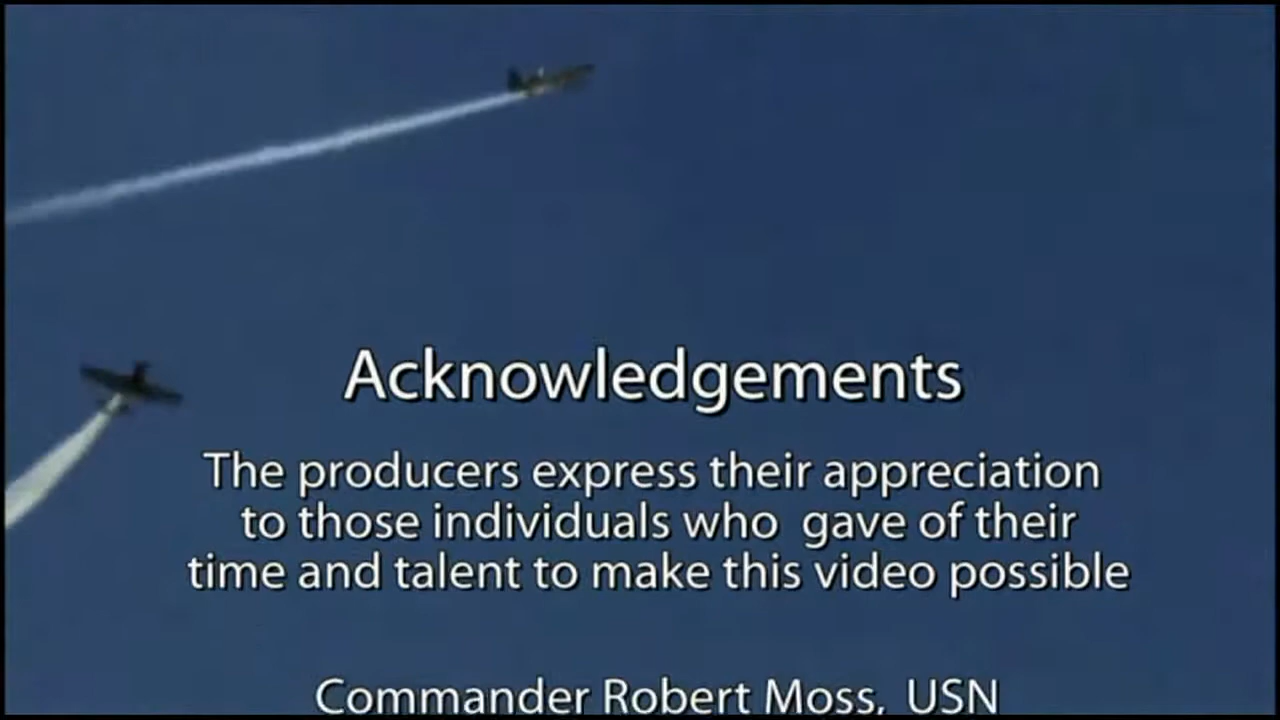 Acknowledgements
The producers express their appreciation
to those individuals who gave of their
time and talent to make this video possible
Commander Robert Moss, USN